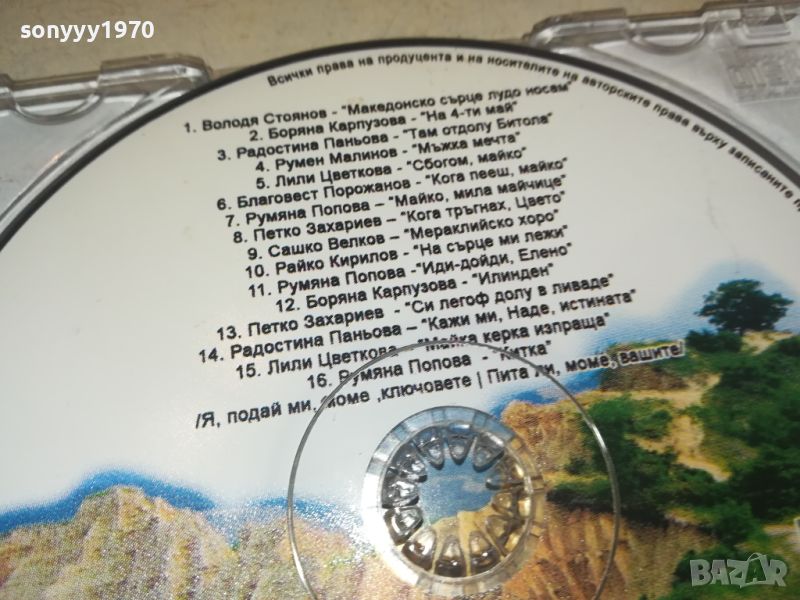 sonyyy1970
Всички права на продуцента и на носителите на авторските права върху записаните
1. Володя Стоянов - "Македонско сърце лудо носам"
2. Боряна Карпузова - "На 4-ти май"
3. Радостина Паньова - "Там отдолу Битола"
4. Румен Малинов - "Мъжка мечта"
5. Лили Цветкова - "Сбогом, майко"
6. Благовест Порожанов - "Кога пееш, майко"
7. Румяна Попова – "Майко, мила майчице"
8. Петко Захариев – "Кога тръгнах, Цвето"
9. Сашко Велков – "Мераклийско хоро"
10. Райко Кирилов - "На сърце ми лежи"
11. Румяна Попова -"Иди-дойди, Елено"
12. Боряна Карпузова - "Илинден"
13. Петко Захариев - "Си легоф долу в ливаде"
14. Радостина Паньова – "Кажи ми, Наде, истината"
15. Лили Цветкова - "Майка керка изпраща"
16. Румяна Попова - "Китка"
/Я, подай ми, моме ,ключовете | Пита ли, моме, вашите/
BAZAR